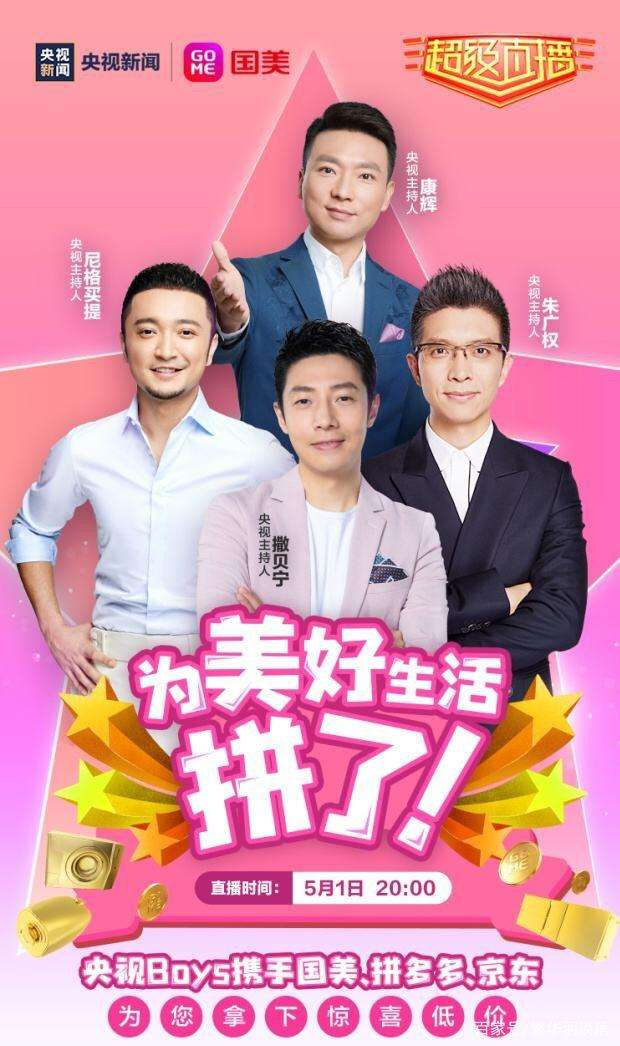 央视新闻
央视新闻
GOME
国美
超级直播
央视主持人
康辉
央视主持人
尼格买提
央视主持人
朱广权
央视主持人
撒贝宁
为美好生活
拼了!
直播时间: 5月1日 20:00
GOME
央视Boys携手国美、拼多多、京东
为您拿下惊喜低价
百家号